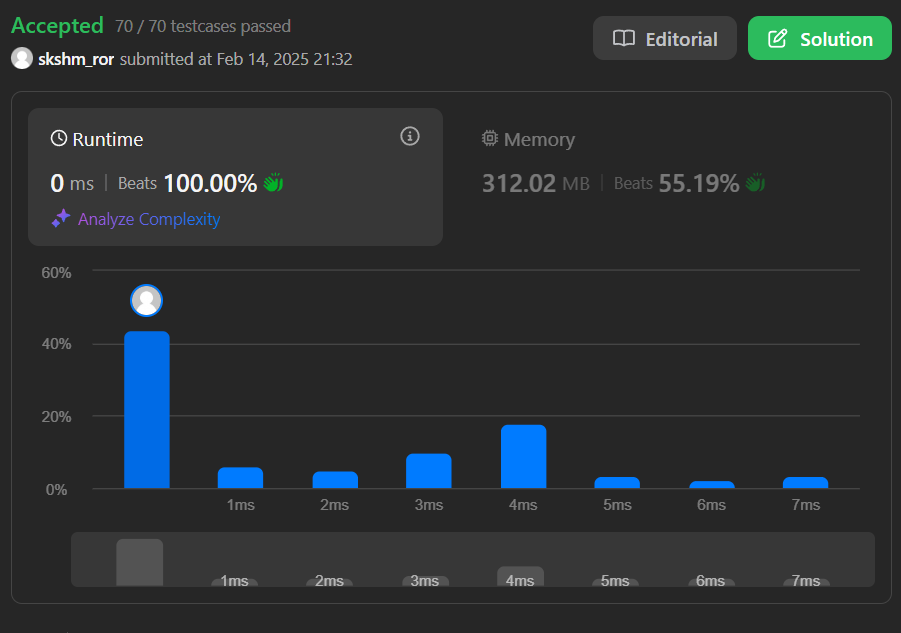 Accepted 70 / 70 testcases passed
Editorial
Solution
skshm_ror submitted at Feb 14, 2025 21:32
Runtime
0 ms | Beats 100.00%
Analyze Complexity
Memory
312.02 MB | Beats 55.19%
60%
40%
20%
0%
1ms 2ms 3ms 4ms 5ms 6ms 7ms
1ms 2ms 3ms 4ms 5ms 6ms 7ms